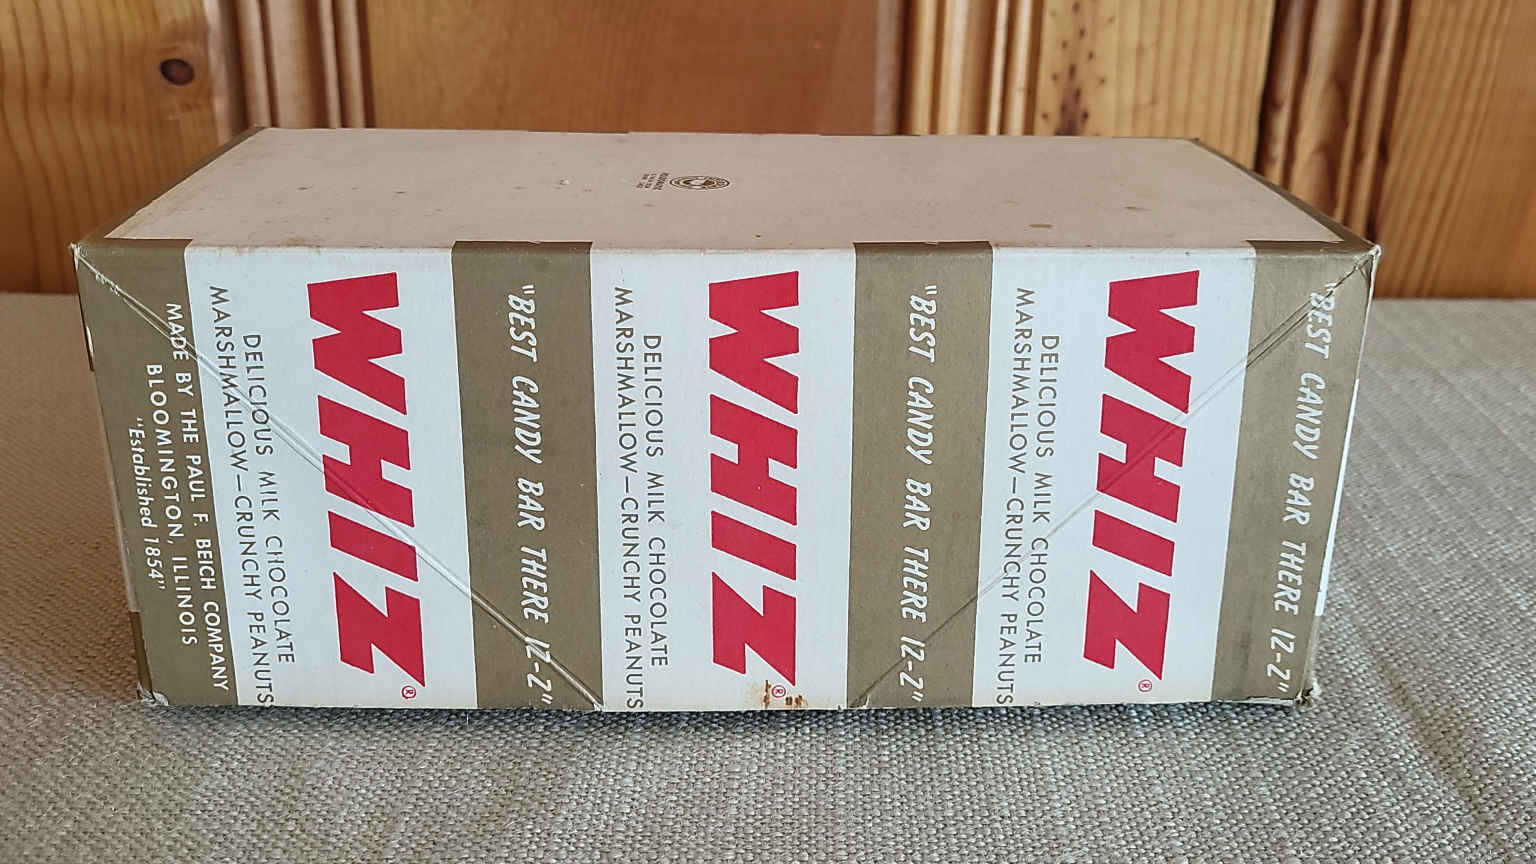 MADE BY THE PAUL F. BEICH COMPANY
BLOOMINGTON, ILLINOIS
"Established 1854"
WHIZ®
DELICIOUS MILK CHOCOLATE
MARSHMALLOW—CRUNCHY PEANUTS
"BEST CANDY BAR THERE IZ-Z"
WHIZ®
DELICIOUS MILK CHOCOLATE
MARSHMALLOW—CRUNCHY PEANUTS
"BEST CANDY BAR THERE IZ-Z"
WHIZ®
DELICIOUS MILK CHOCOLATE
MARSHMALLOW—CRUNCHY PEANUTS
"BEST CANDY BAR THERE IZ-Z"